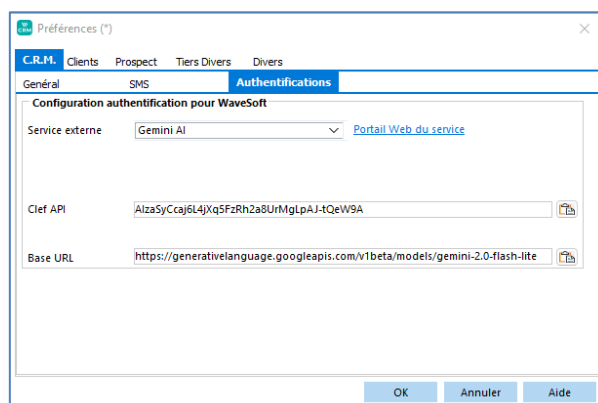 CRM
Préférences (*)
C.R.M. Clients Prospect Tiers Divers Divers
Général SMS Authentifications
Configuration authentification pour WaveSoft
Service externe Gemini AI Portail Web du service
Clef API AIzaSyCcaj6L4jXq5FzRh2a8UrMgLpAJ-tQeW9A
Base URL https://generativelanguage.googleapis.com/v1beta/models/gemini-2.0-flash-lite
OK Annuler Aide